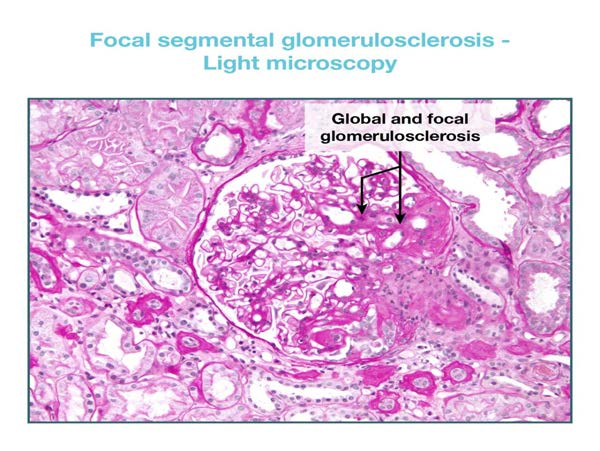 Focal segmental glomerulosclerosis -
Light microscopy
Global and focal
glomerulosclerosis